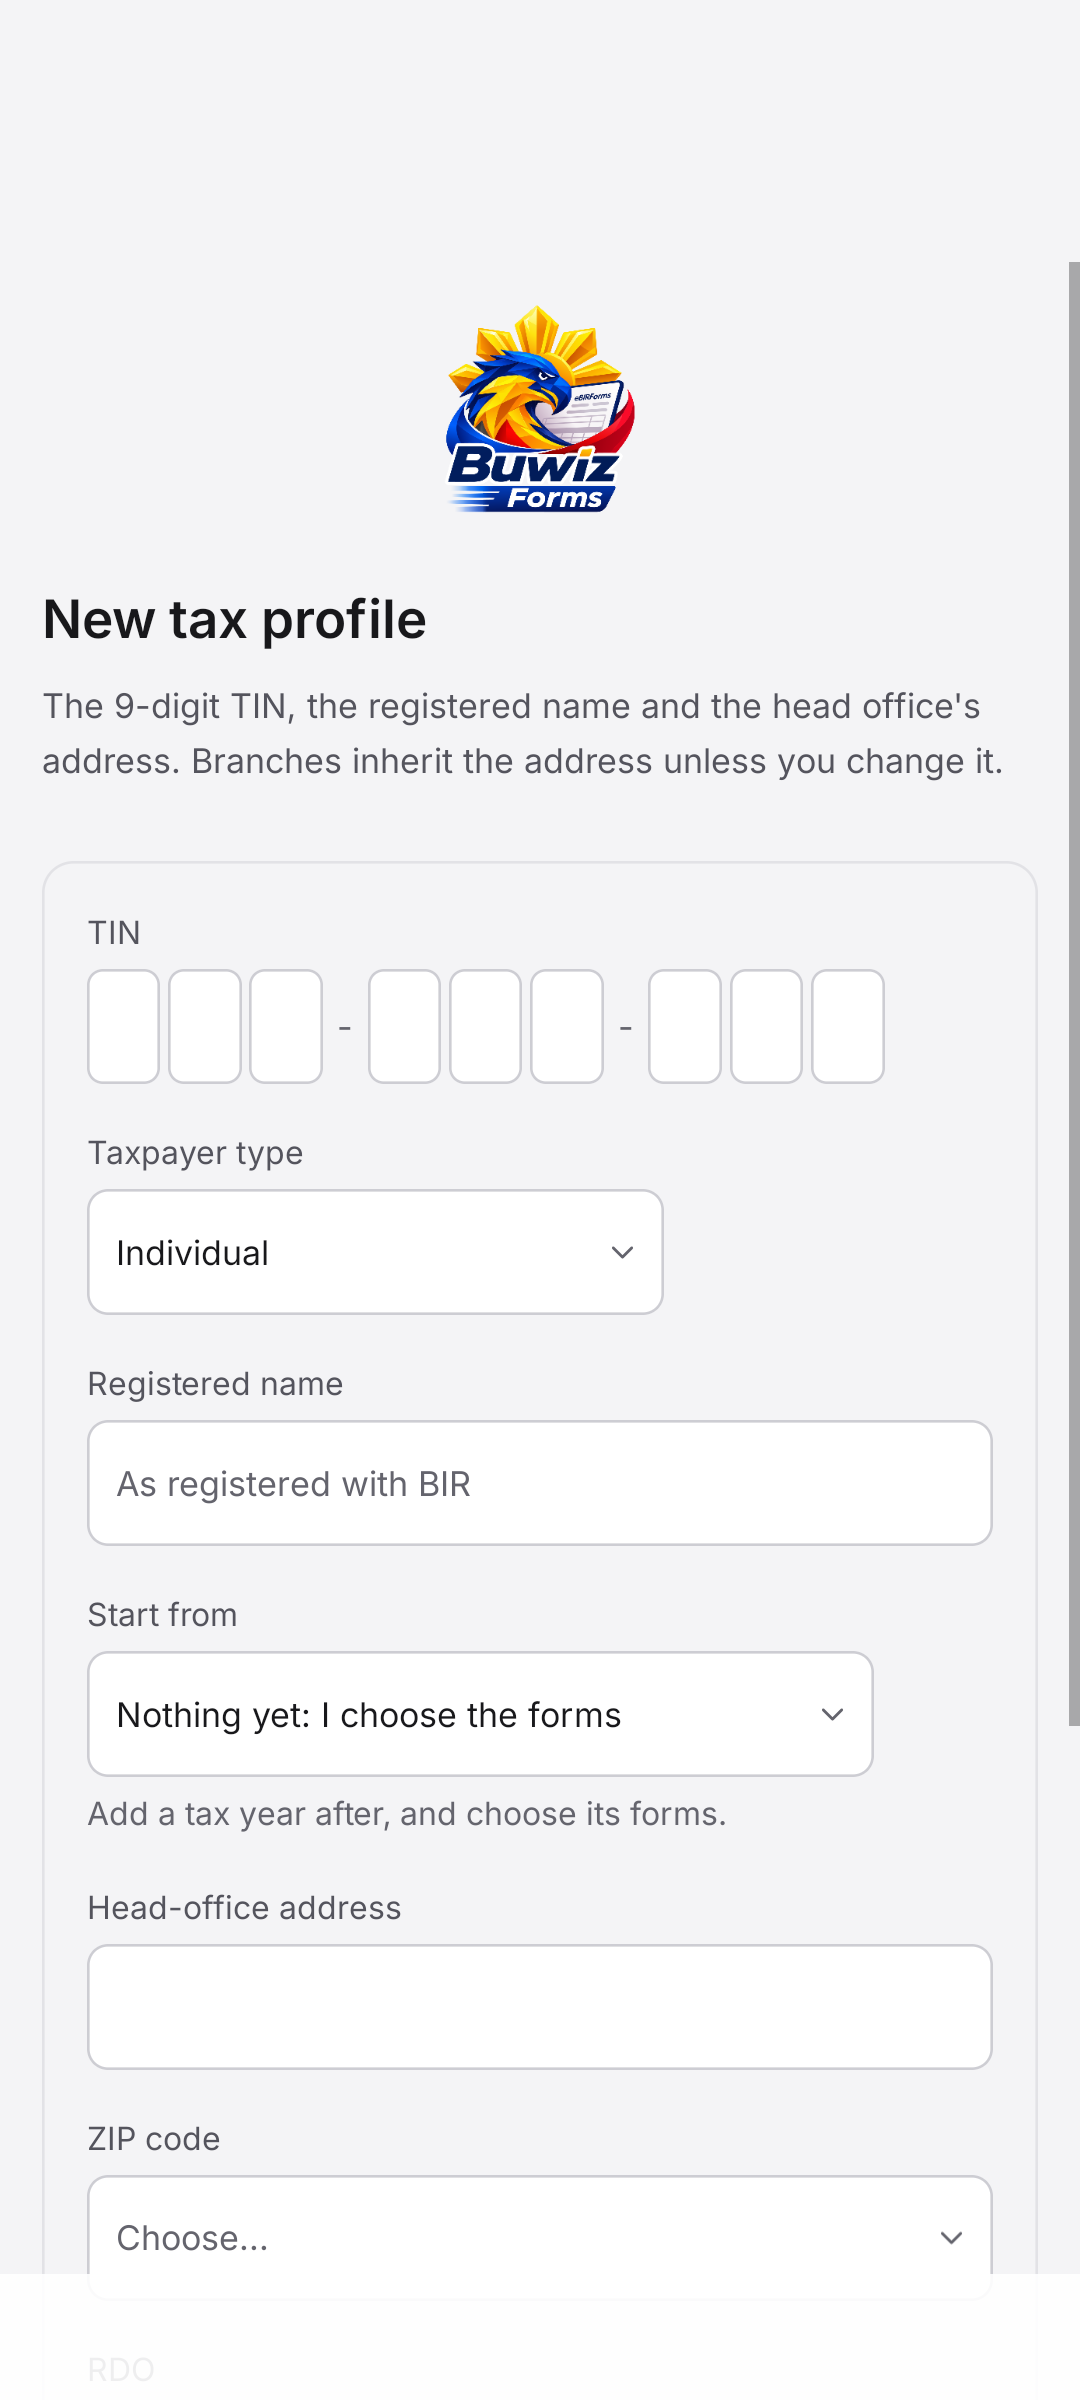 eBIRForms
Buwiz
Forms
New tax profile
The 9-digit TIN, the registered name and the head office's
address. Branches inherit the address unless you change it.
TIN
- -
Taxpayer type
Individual
Registered name
As registered with BIR
Start from
Nothing yet: I choose the forms
Add a tax year after, and choose its forms.
Head-office address
ZIP code
Choose...
RDO